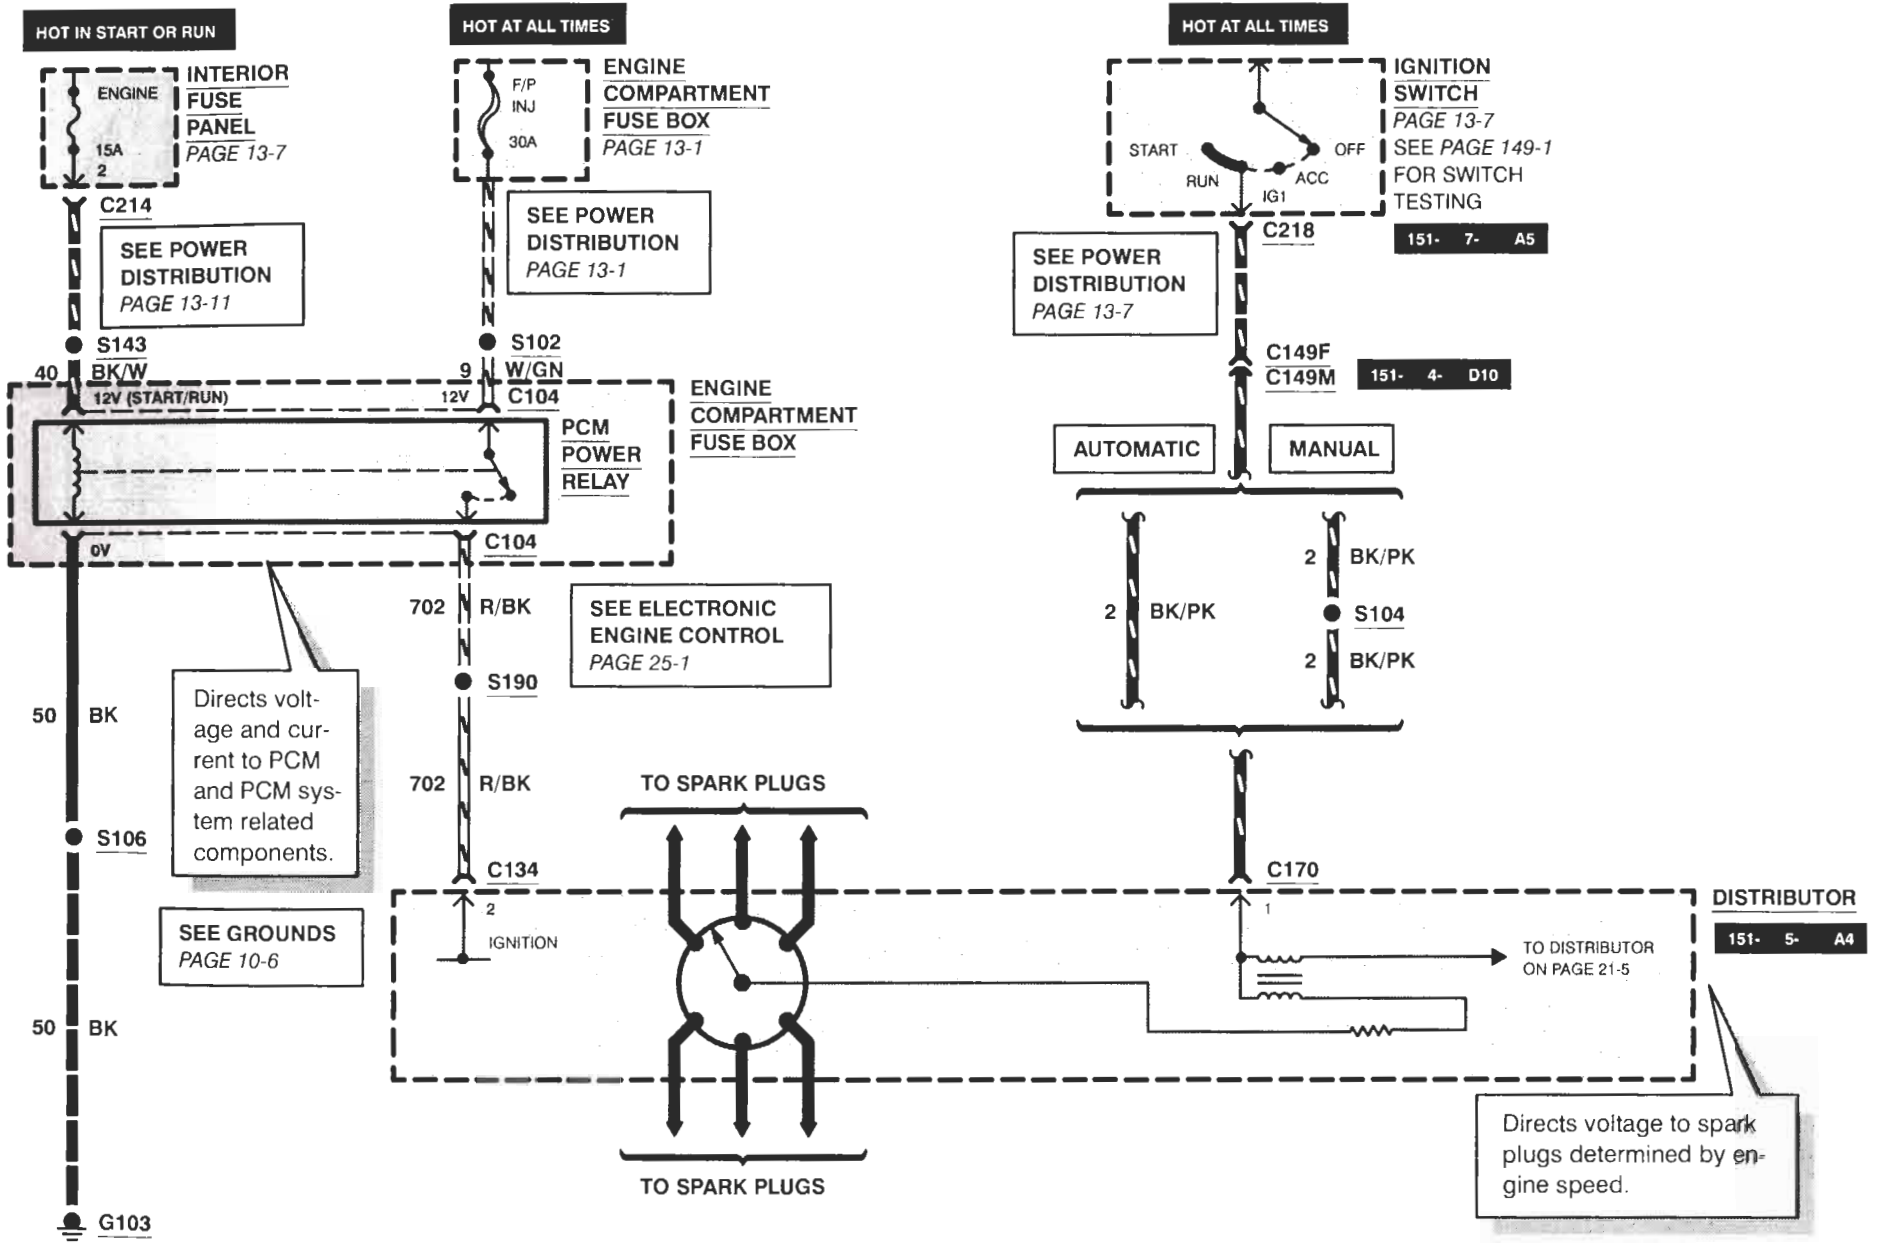 HOT IN START OR RUN
ENGINE
15A
2
INTERIOR
FUSE
PANEL
PAGE 13-7
C214
SEE POWER
DISTRIBUTION
PAGE 13-11
S143
40
BK/W
12V (START/RUN)
HOT AT ALL TIMES
F/P
INJ
30A
ENGINE
COMPARTMENT
FUSE BOX
PAGE 13-1
SEE POWER
DISTRIBUTION
PAGE 13-1
S102
9
W/GN
12V
C104
ENGINE
COMPARTMENT
FUSE BOX
PCM
POWER
RELAY
0V
C104
702
R/BK
SEE ELECTRONIC
ENGINE CONTROL
PAGE 25-1
S190
Directs volt-
age and cur-
rent to PCM
and PCM sys-
tem related
components.
50
BK
702
R/BK
S106
C134
SEE GROUNDS
PAGE 10-6
50
BK
G103
HOT AT ALL TIMES
START
RUN
IG1
ACC
OFF
IGNITION
SWITCH
PAGE 13-7
SEE PAGE 149-1
FOR SWITCH
TESTING
151- 7- A5
C218
SEE POWER
DISTRIBUTION
PAGE 13-7
C149F
C149M
151- 4- D10
AUTOMATIC
MANUAL
2
BK/PK
2
BK/PK
S104
2
BK/PK
C170
TO SPARK PLUGS
2
IGNITION
1
TO DISTRIBUTOR
ON PAGE 21-5
DISTRIBUTOR
151- 5- A4
TO SPARK PLUGS
Directs voltage to spark
plugs determined by en-
gine speed.